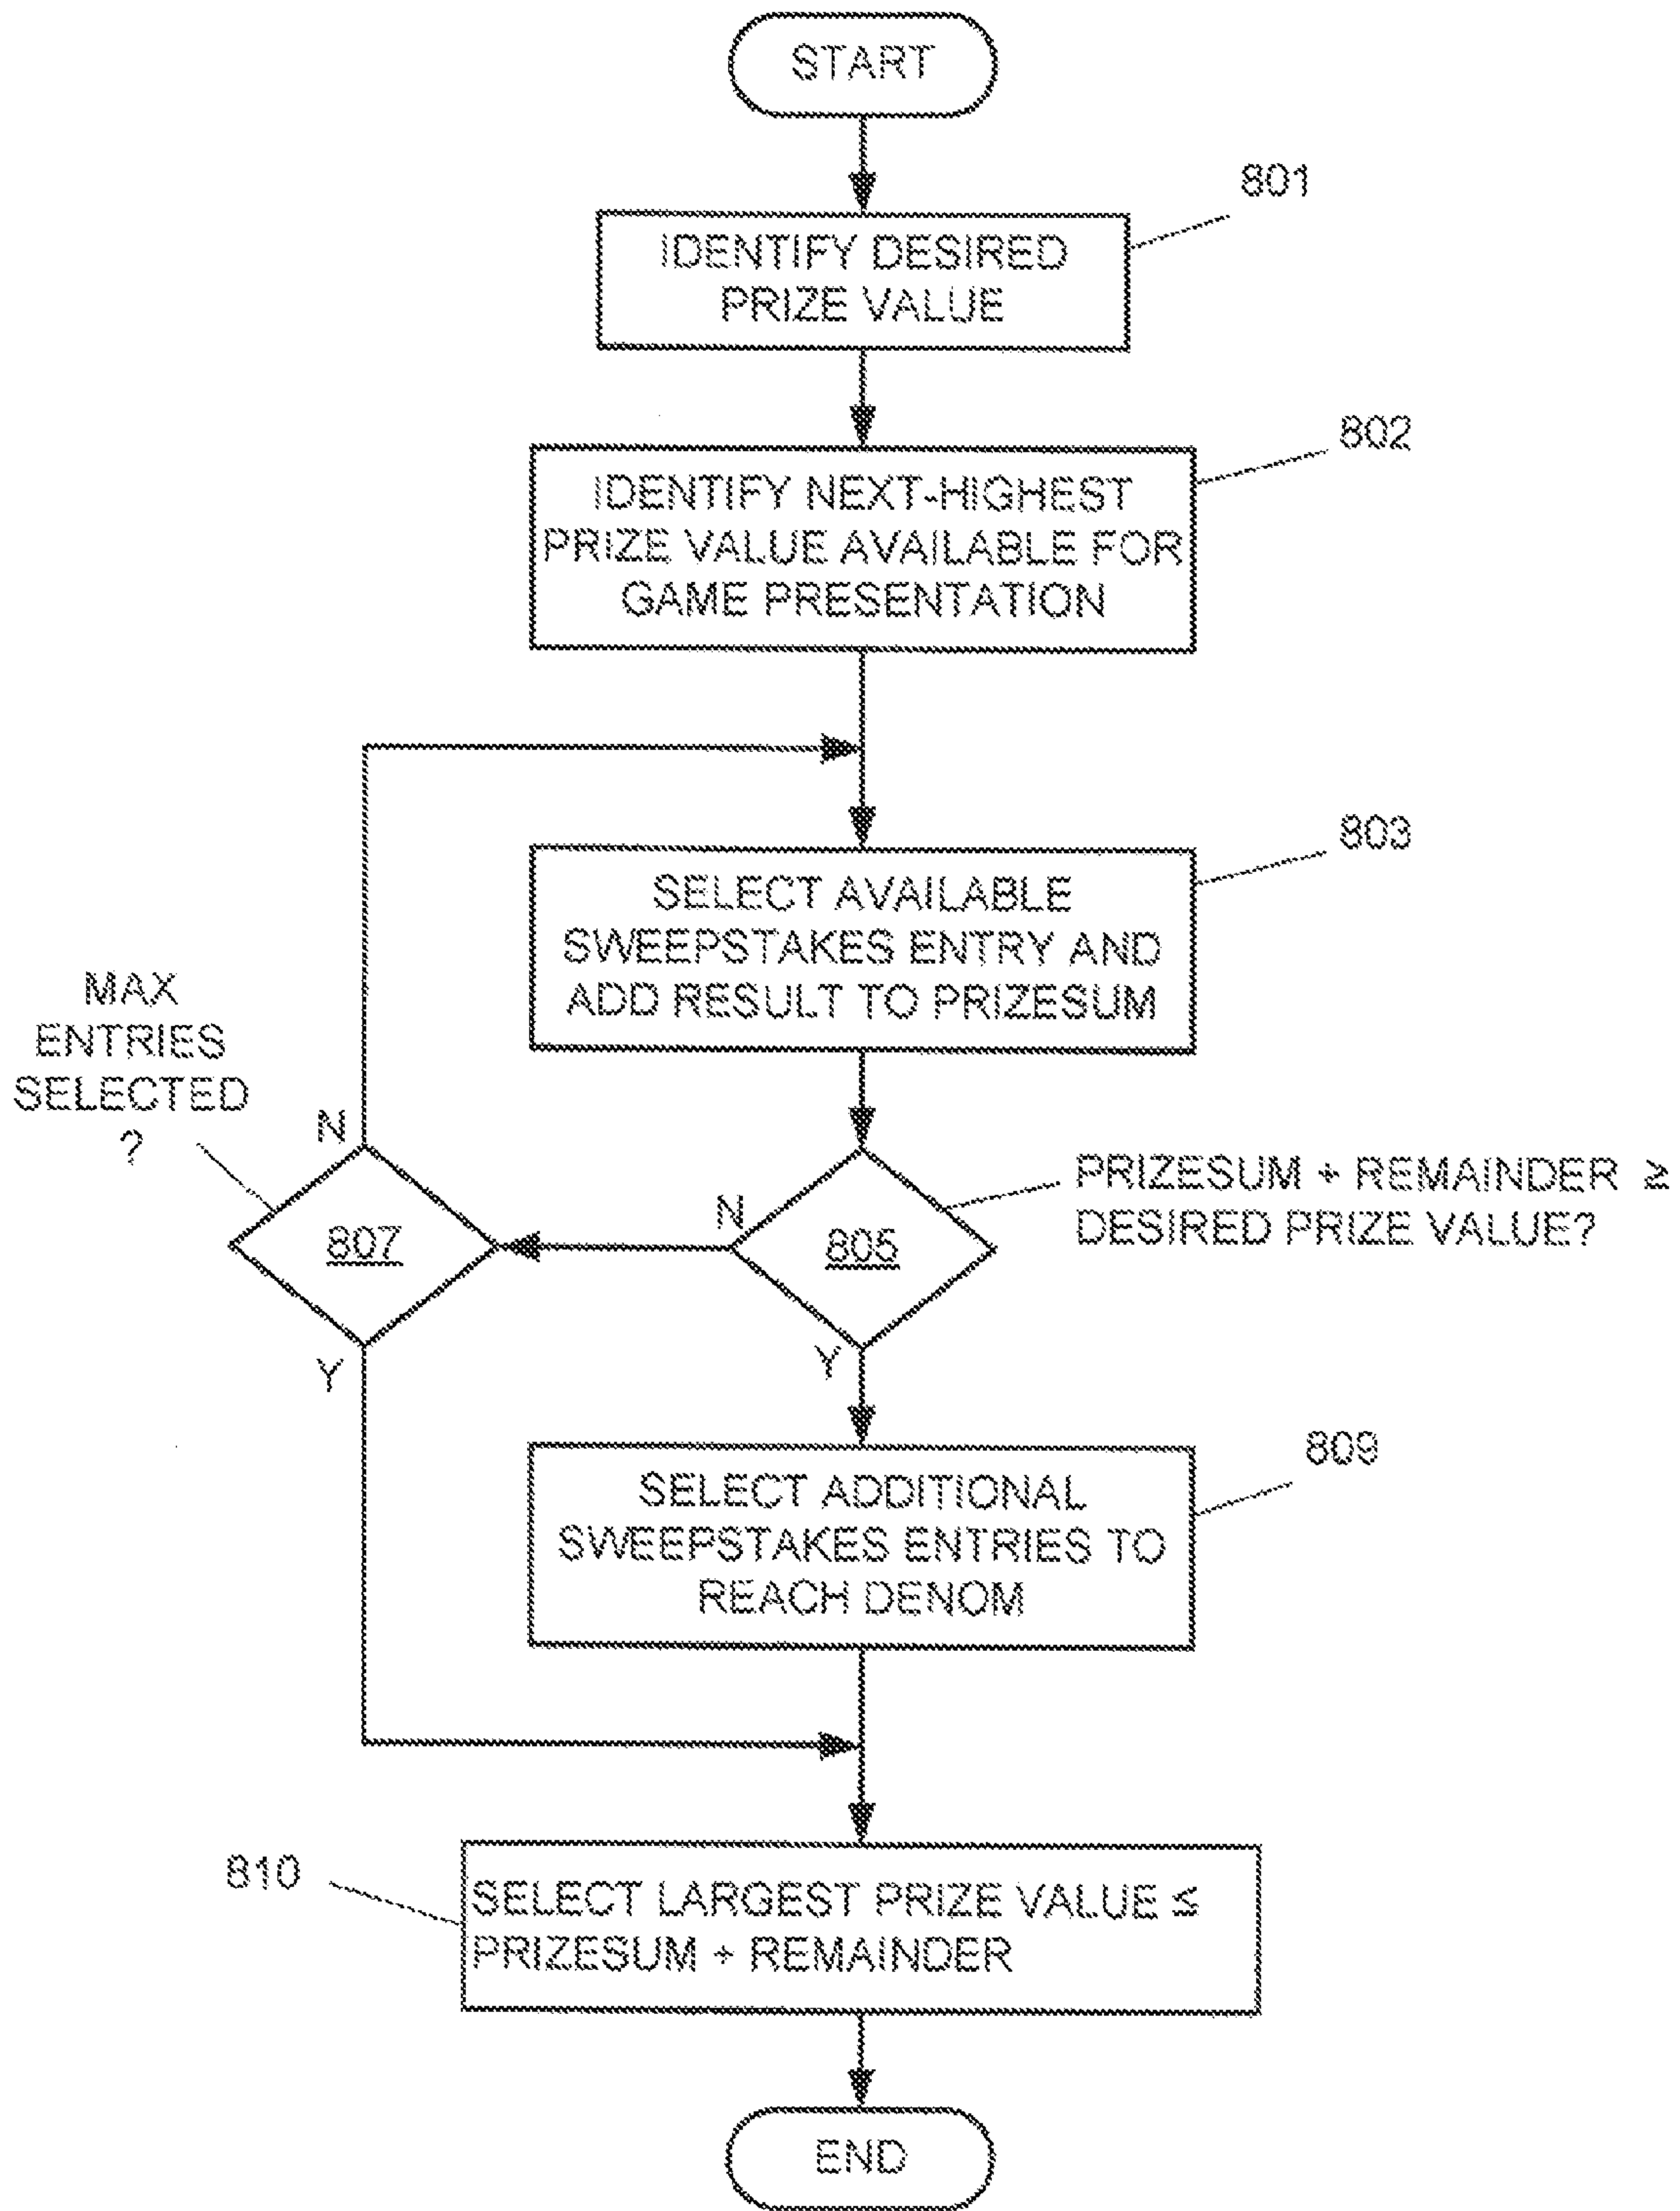 START
801
IDENTIFY DESIRED
PRIZE VALUE
802
IDENTIFY NEXT-HIGHEST
PRIZE VALUE AVAILABLE FOR
GAME PRESENTATION
803
SELECT AVAILABLE
SWEEPSTAKES ENTRY AND
ADD RESULT TO PRIZESUM
MAX
ENTRIES
SELECTED
?
N
807
Y
N
805
Y
PRIZESUM + REMAINDER ≥
DESIRED PRIZE VALUE?
809
SELECT ADDITIONAL
SWEEPSTAKES ENTRIES TO
REACH DENOM
810
SELECT LARGEST PRIZE VALUE ≤
PRIZESUM + REMAINDER
END